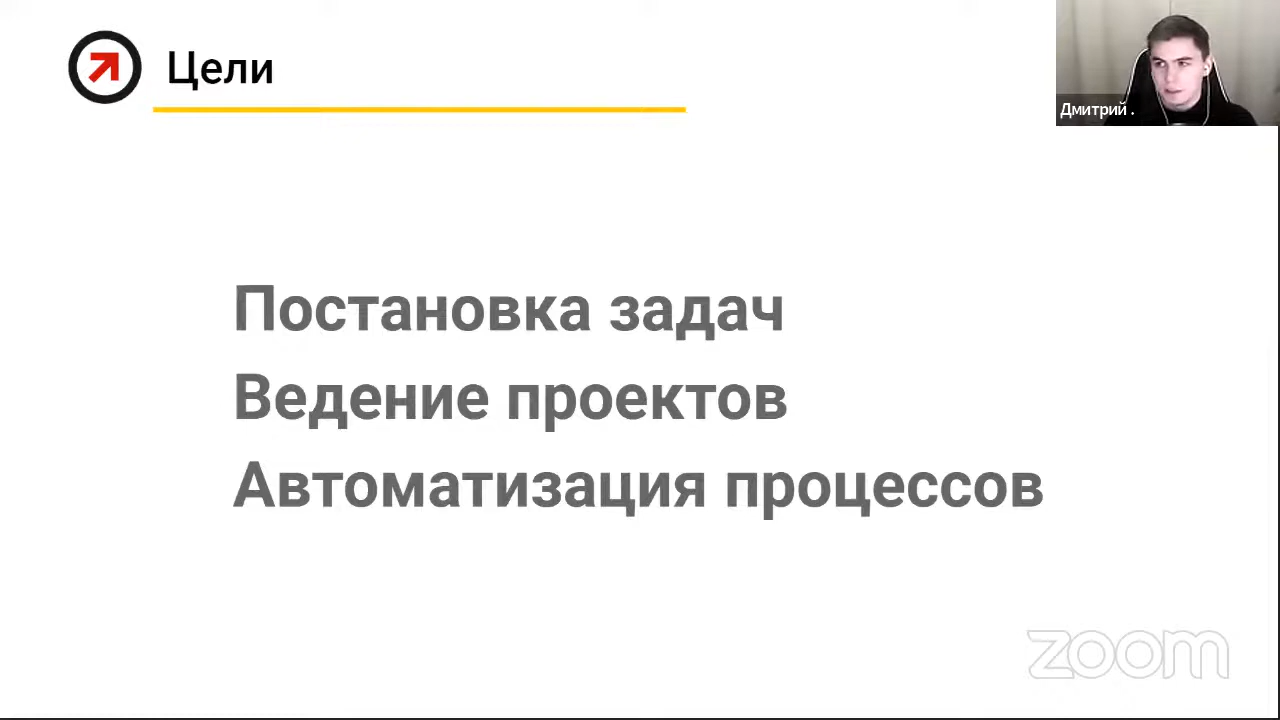 Цели
Дмитрий .
Постановка задач
Ведение проектов
Автоматизация процессов
zoom